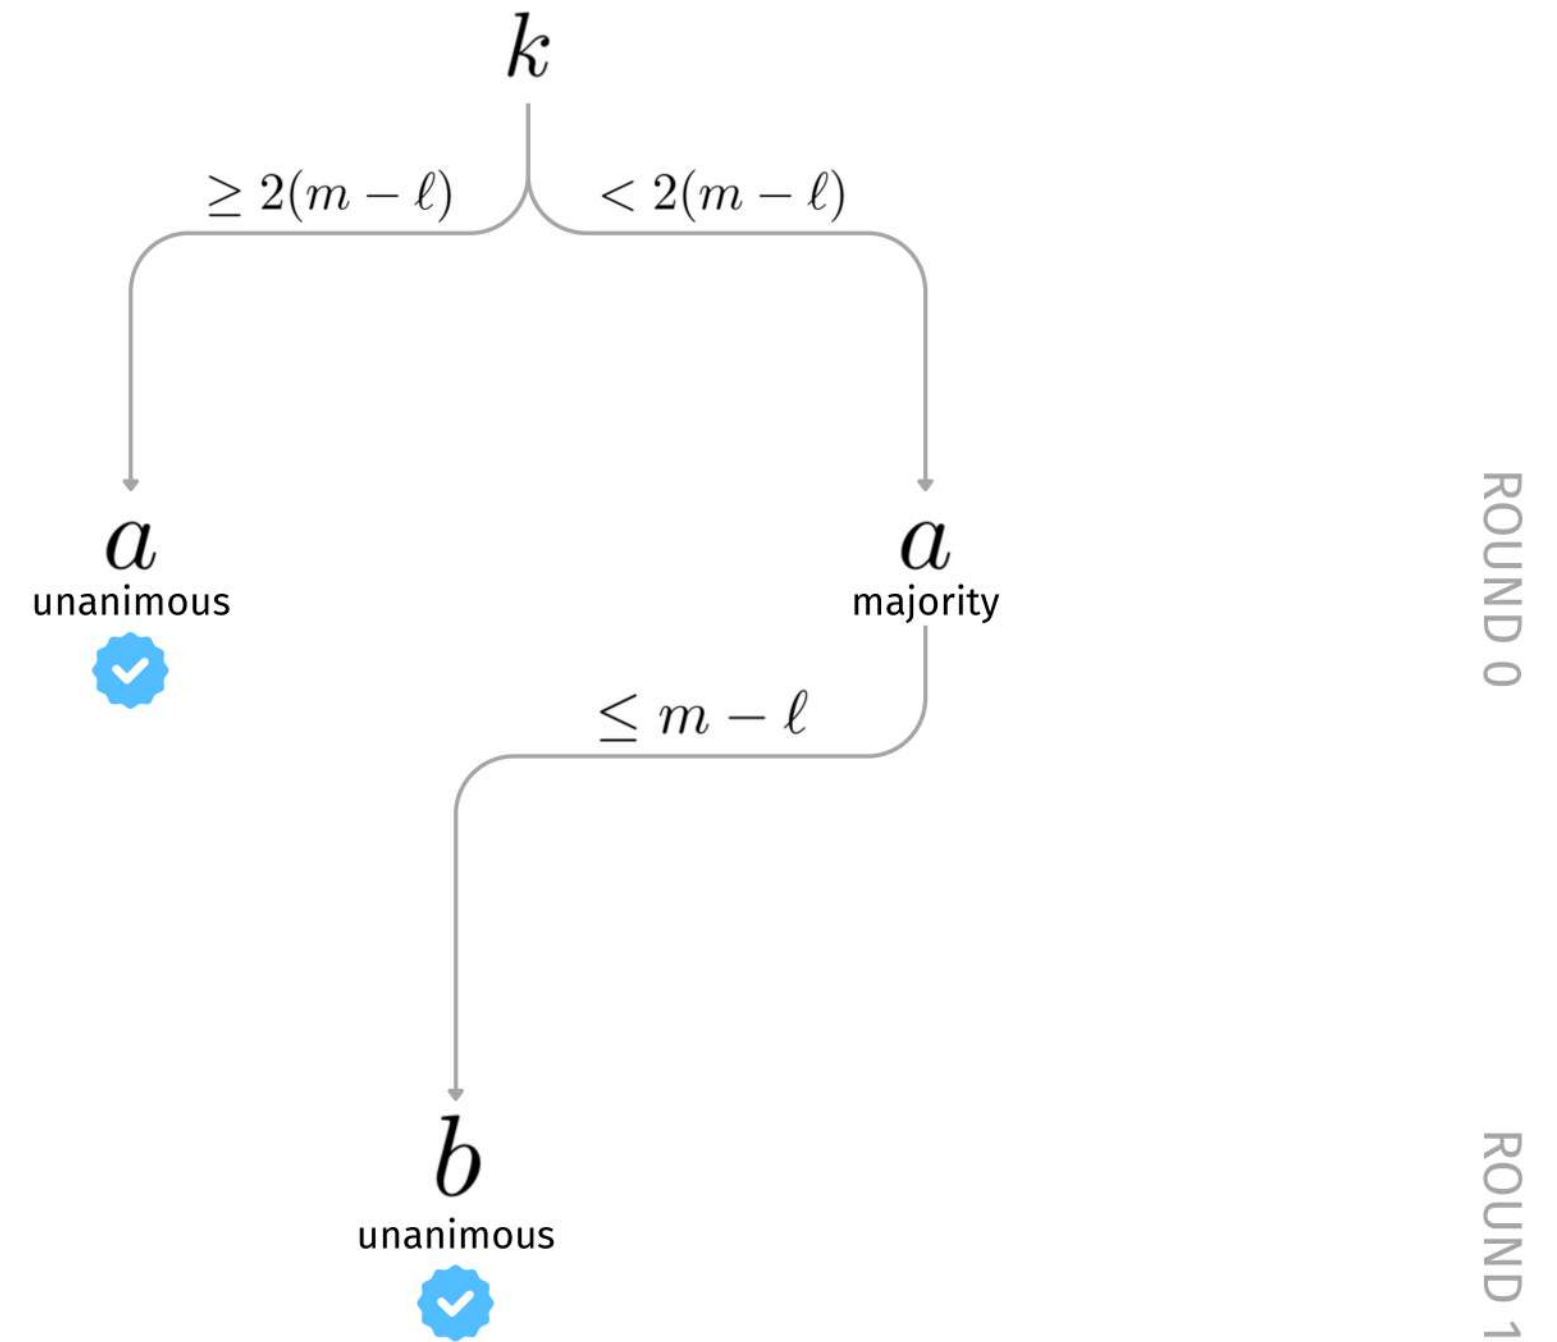 k
≥ 2(m − ℓ)
< 2(m − ℓ)
a
unanimous
a
majority
ROUND 0
≤ m − ℓ
b
unanimous
ROUND 1